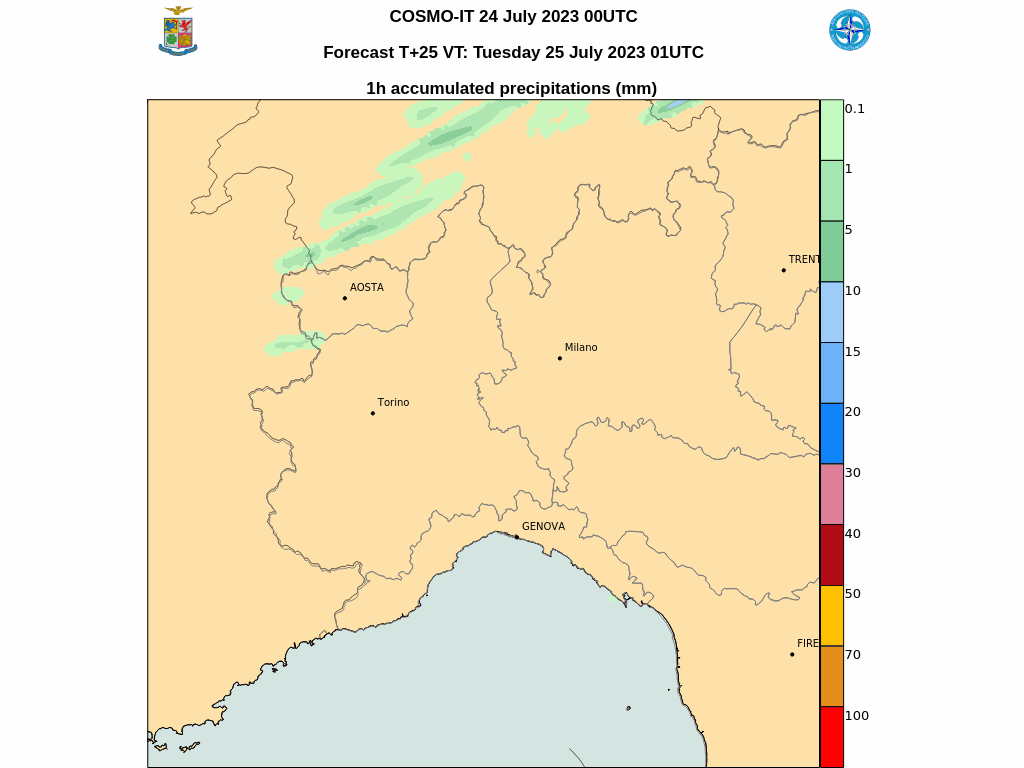 COSMO-IT 24 July 2023 00UTC
Forecast T+25 VT: Tuesday 25 July 2023 01UTC
1h accumulated precipitations (mm)
0.1
1
5
TRENT
10
AOSTA
15
Milano
20
Torino
30
40
GENOVA
50
FIRE
70
100